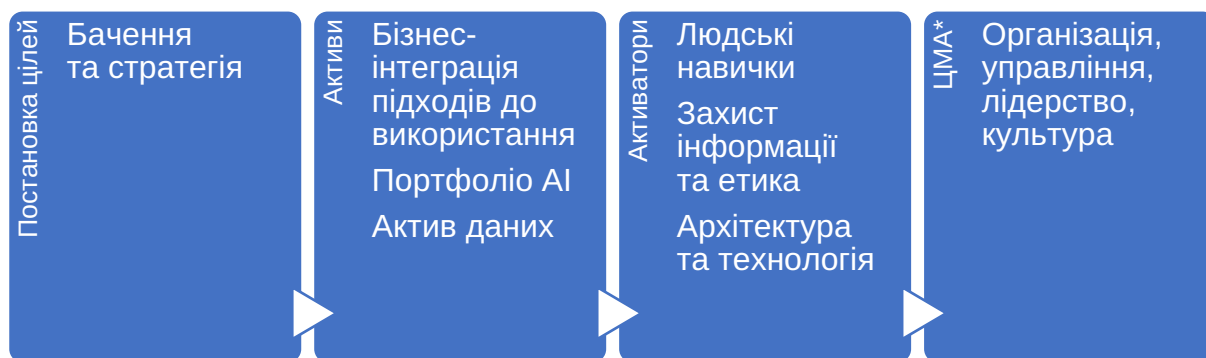 Постановка цілей
Бачення
та стратегія
Активи
Бізнес-
інтеграція
підходів до
використання
Портфоліо AI
Актив даних
Активатори
Людські
навички
Захист
інформації
та етика
Архітектура
та технологія
ЦМА*
Організація,
управління,
лідерство,
культура